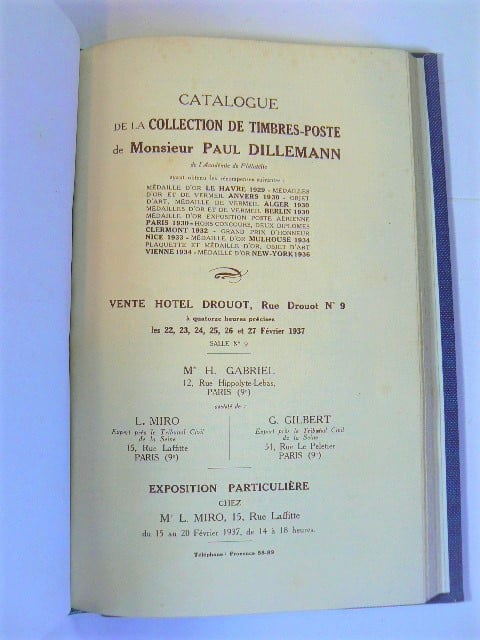 CATALOGUE
DE LA COLLECTION DE TIMBRES-POSTE
de Monsieur PAUL DILLEMANN
de l'Académie de Philatélie
ayant obtenu les récompenses suivantes :
MÉDAILLE D'OR LE HAVRE 1929 - MÉDAILLES
D'OR ET DE VERMEIL ANVERS 1930 - OBJET
D'ART, MÉDAILLE DE VERMEIL ALGER 1930
MÉDAILLES D'OR ET DE VERMEIL BERLIN 1930
MÉDAILLE D'OR EXPOSITION POSTE AÉRIENNE
PARIS 1930 - HORS CONCOURS, DEUX DIPLOMES
CLERMONT 1932 - GRAND PRIX D'HONNEUR
NICE 1933 - MÉDAILLE D'OR MULHOUSE 1934
PLAQUETTE ET MÉDAILLE D'OR, OBJET D'ART
VIENNE 1934 - MÉDAILLE D'OR NEW-YORK 1936
VENTE HOTEL DROUOT, Rue Drouot N° 9
à quatorze heures précises
les 22, 23, 24, 25, 26 et 27 Février 1937
SALLE N° 9
Me H. GABRIEL
12, Rue Hippolyte-Lebas,
PARIS (9e)
assisté de :
L. MIRO
Expert près le Tribunal Civil
de la Seine
15, Rue Laffitte
PARIS (9e)
G. GILBERT
Expert près le Tribunal Civil
de la Seine
51, Rue Le Peletier
PARIS (9e)
EXPOSITION PARTICULIÈRE
CHEZ
Mr L. MIRO, 15, Rue Laffitte
du 15 au 20 Février 1937, de 14 à 18 heures.
Téléphone : Provence 58-89